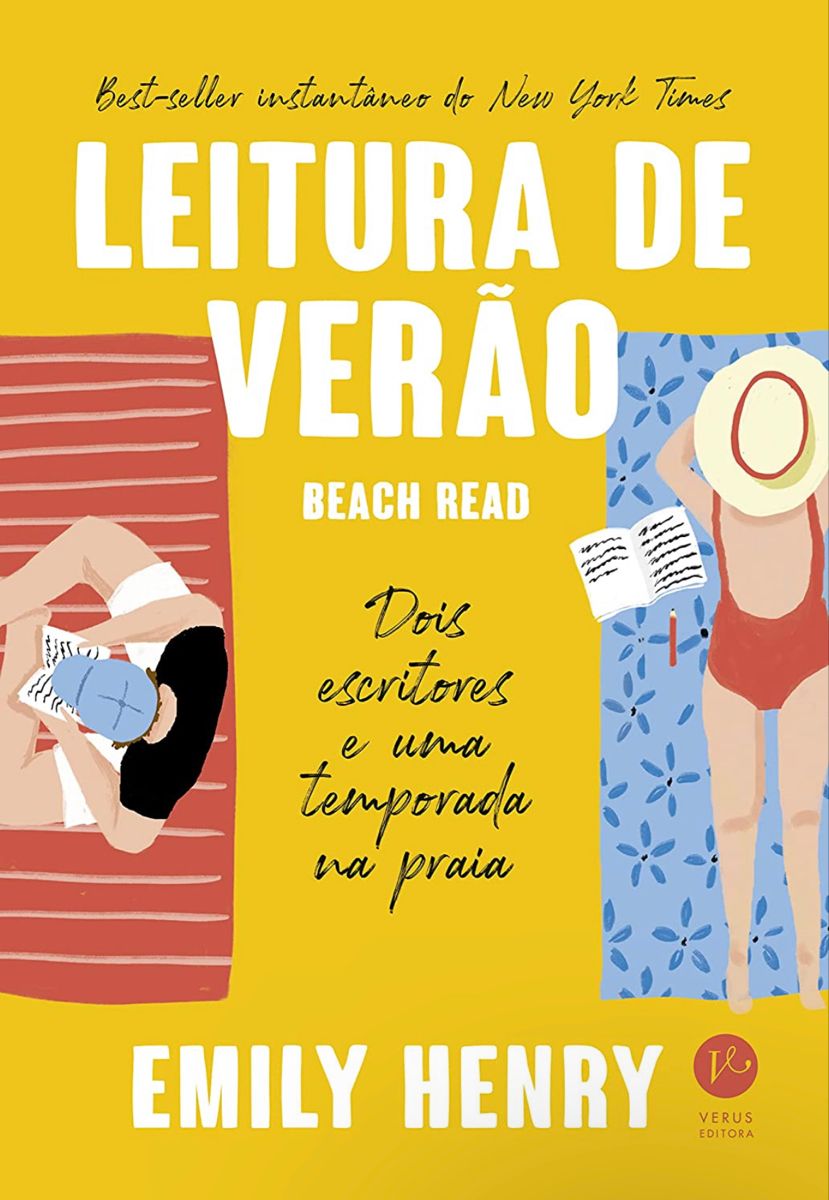 Best-seller instantâneo do New York Times
LEITURA DE
VERÃO
BEACH READ
Dois
escritores
e uma
temporada
na praia
EMILY HENRY
VERUS
EDITORA